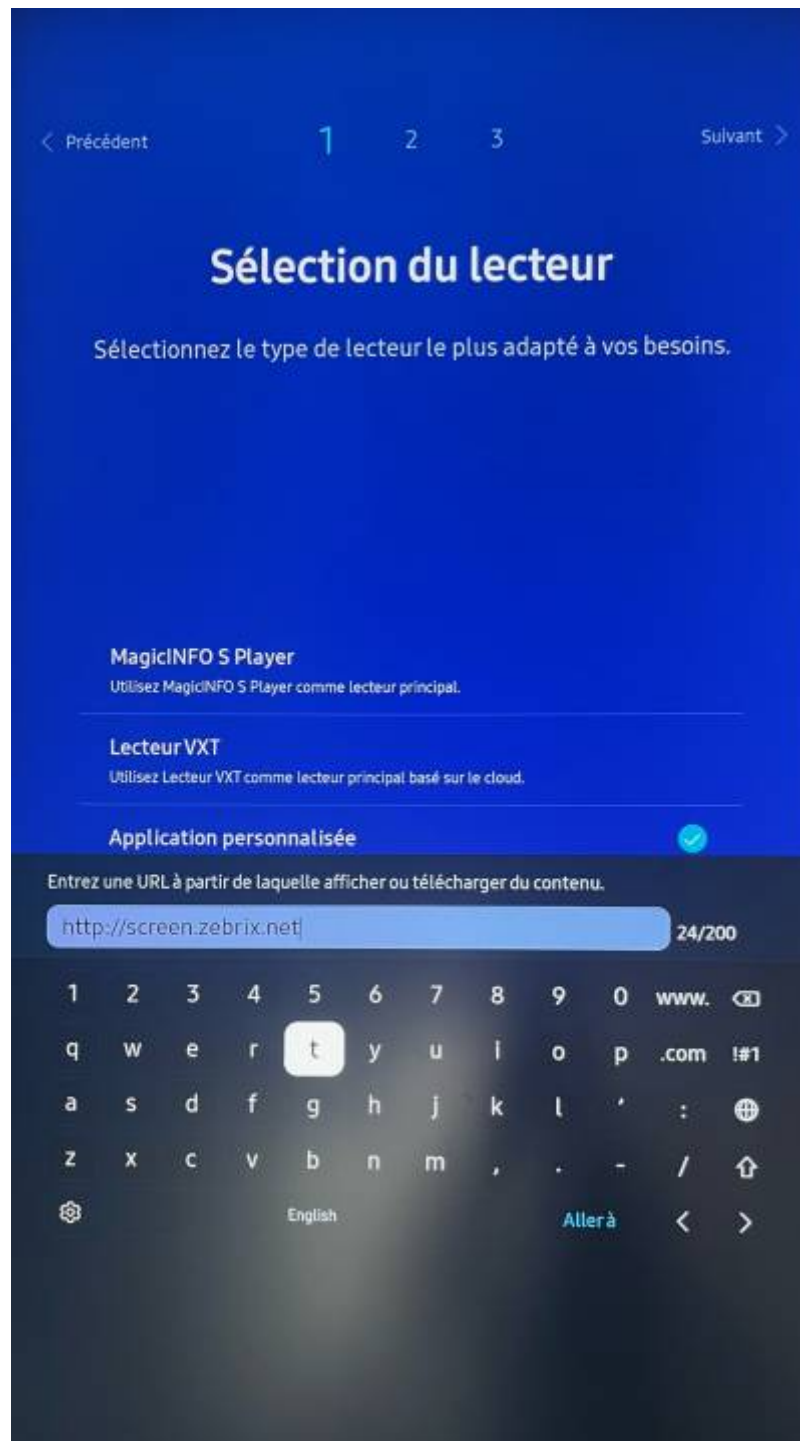 Précédent 1 2 3 Suivant
Sélection du lecteur
Sélectionnez le type de lecteur le plus adapté à vos besoins.
MagicINFO S Player
Utilisez MagicINFO S Player comme lecteur principal.
Lecteur VXT
Utilisez Lecteur VXT comme lecteur principal basé sur le cloud.
Application personnalisée
Entrez une URL à partir de laquelle afficher ou télécharger du contenu.
http://screen.zebrix.net 24/200
1 2 3 4 5 6 7 8 9 0 www.
q w e r t y u i o p .com !#1
a s d f g h j k l ' :
z x c v b n m , . - /
English Aller à < >